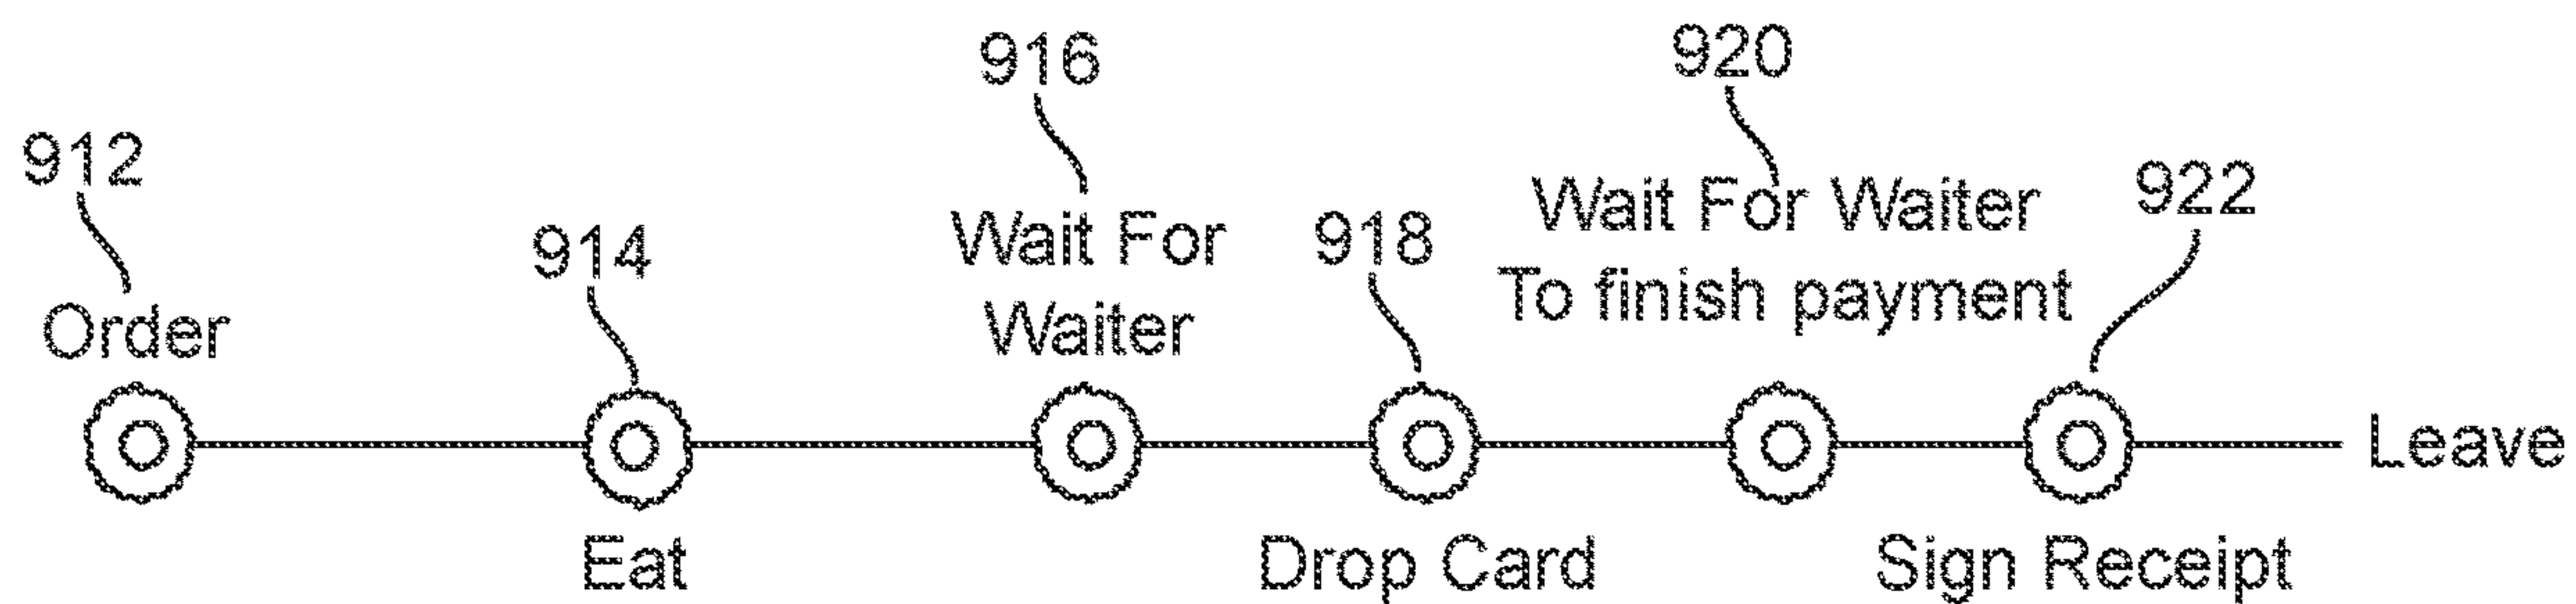 912
Order
914
Eat
916
Wait For
Waiter
918
Drop Card
920
Wait For Waiter
To finish payment
922
Sign Receipt
Leave